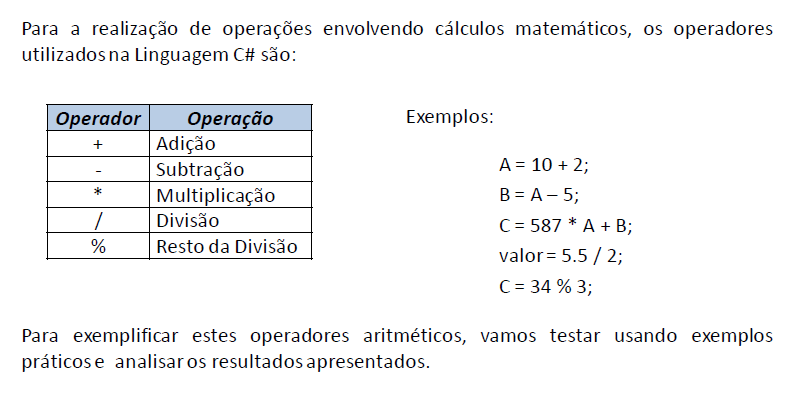 Para a realização de operações envolvendo cálculos matemáticos, os operadores
utilizados na Linguagem C# são:
Operador Operação
+ Adição
- Subtração
* Multiplicação
/ Divisão
% Resto da Divisão
Exemplos:
A = 10 + 2;
B = A – 5;
C = 587 * A + B;
valor = 5.5 / 2;
C = 34 % 3;
Para exemplificar estes operadores aritméticos, vamos testar usando exemplos
práticos e analisar os resultados apresentados.